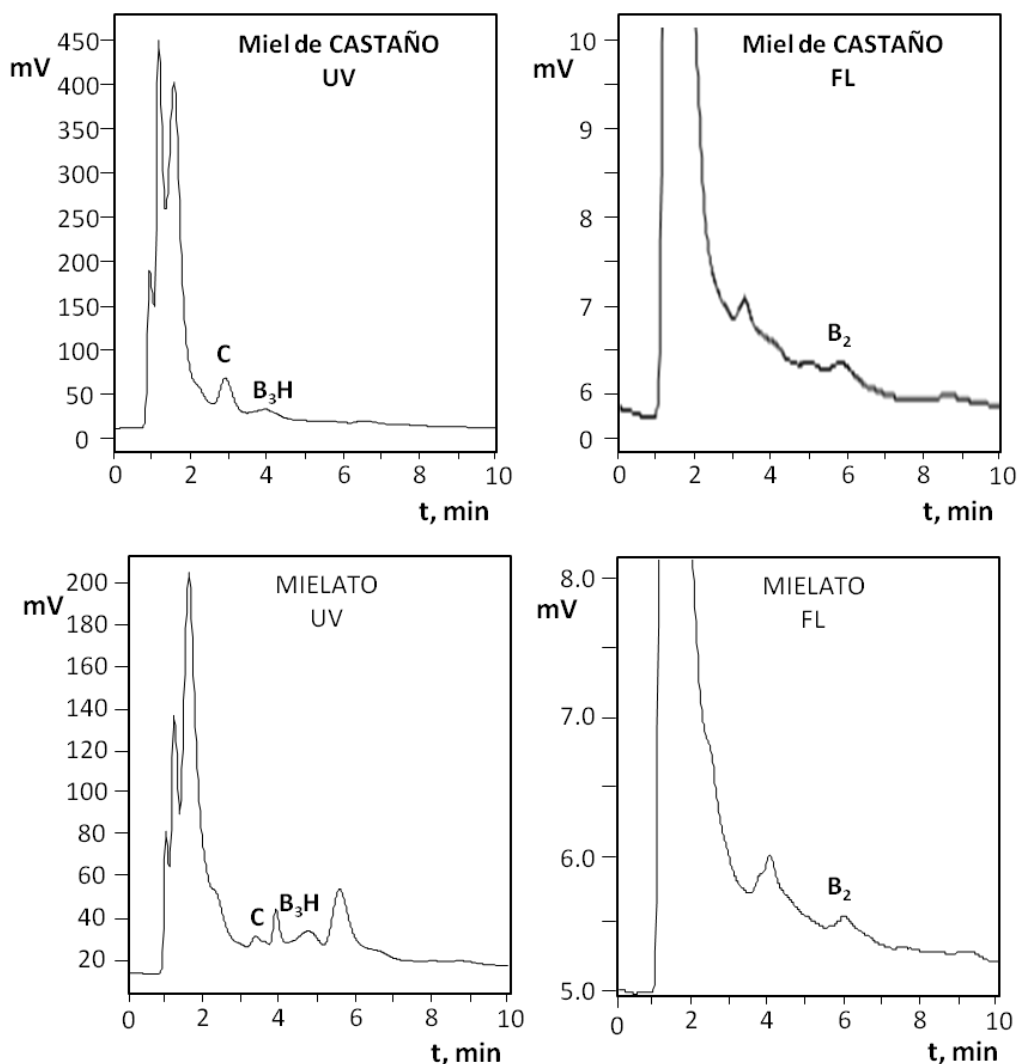 Miel de CASTAÑO
UV
mV
450
400
350
300
250
200
150
100
50
0
C
B₃H
0 2 4 6 8 10
t, min
Miel de CASTAÑO
FL
mV
10
9
8
7
6
0
B₂
0 2 4 6 8 10
t, min
MIELATO
UV
mV
200
180
160
140
120
100
80
60
40
20
C
B₃H
0 2 4 6 8 10
t, min
MIELATO
FL
mV
8.0
7.0
6.0
5.0
B₂
0 2 4 6 8 10
t, min